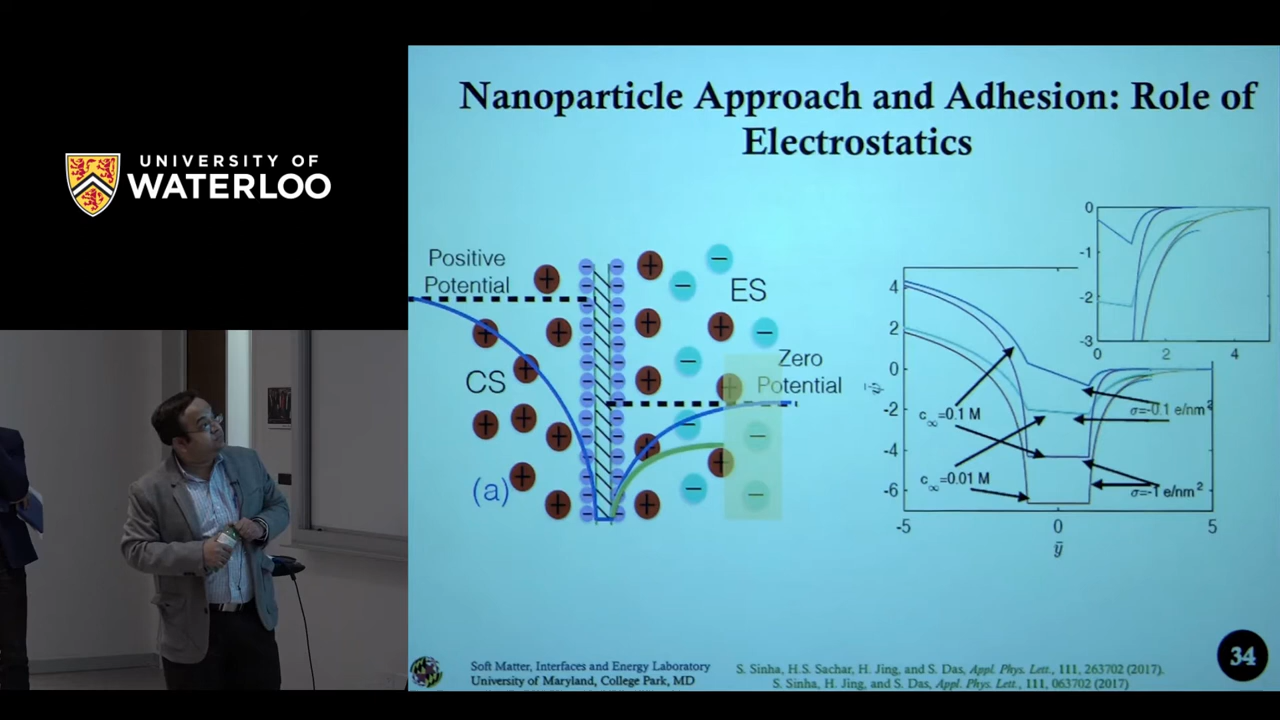 UNIVERSITY OF
WATERLOO
Nanoparticle Approach and Adhesion: Role of
Electrostatics
Positive
Potential
CS
(a)
ES
Zero
Potential
0
-1
-2
-3
0
2
4
4
2
0
-2
-4
-6
ψ̄
c∞=0.1 M
c∞=0.01 M
σ=-0.1 e/nm²
σ=-1 e/nm²
-5
0
5
ȳ
Soft Matter, Interfaces and Energy Laboratory
University of Maryland, College Park, MD
S. Sinha, H.S. Sachar, H. Jing, and S. Das, Appl. Phys. Lett., 111, 263702 (2017).
S. Sinha, H. Jing, and S. Das, Appl. Phys. Lett., 111, 063702 (2017)
34